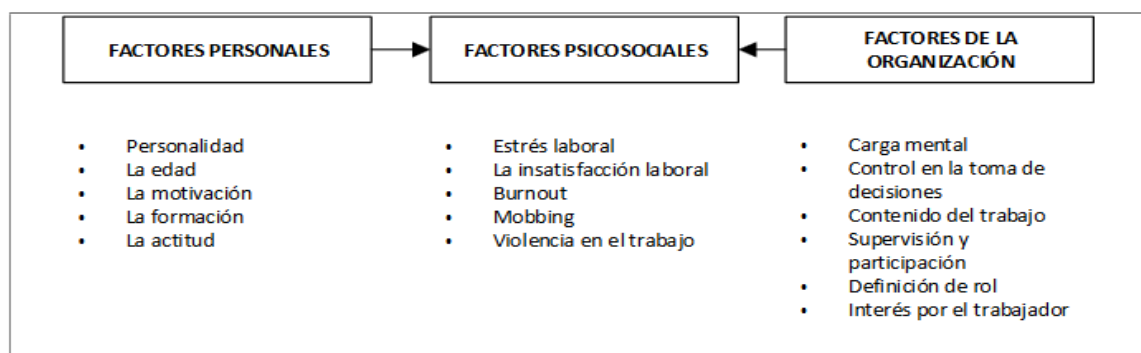 FACTORES PERSONALES
FACTORES PSICOSOCIALES
FACTORES DE LA
ORGANIZACIÓN
• Personalidad
• La edad
• La motivación
• La formación
• La actitud
• Estrés laboral
• La insatisfacción laboral
• Burnout
• Mobbing
• Violencia en el trabajo
• Carga mental
• Control en la toma de
decisiones
• Contenido del trabajo
• Supervisión y
participación
• Definición de rol
• Interés por el trabajador